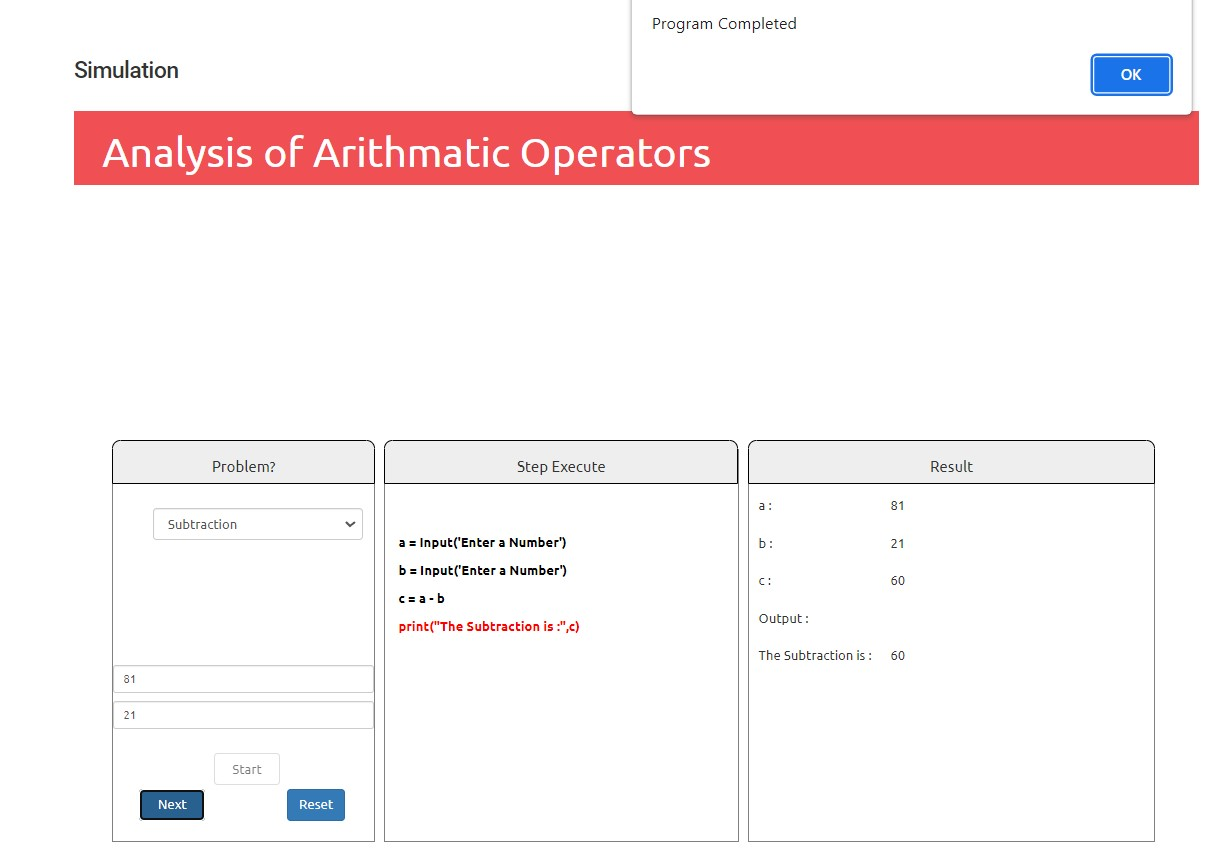 Program Completed
OK
Simulation
Analysis of Arithmatic Operators
Problem?
Subtraction
81
21
Start
Next
Reset
Step Execute
a = Input('Enter a Number')
b = Input('Enter a Number')
c = a - b
print("The Subtraction is :",c)
Result
a : 81
b : 21
c : 60
Output :
The Subtraction is : 60